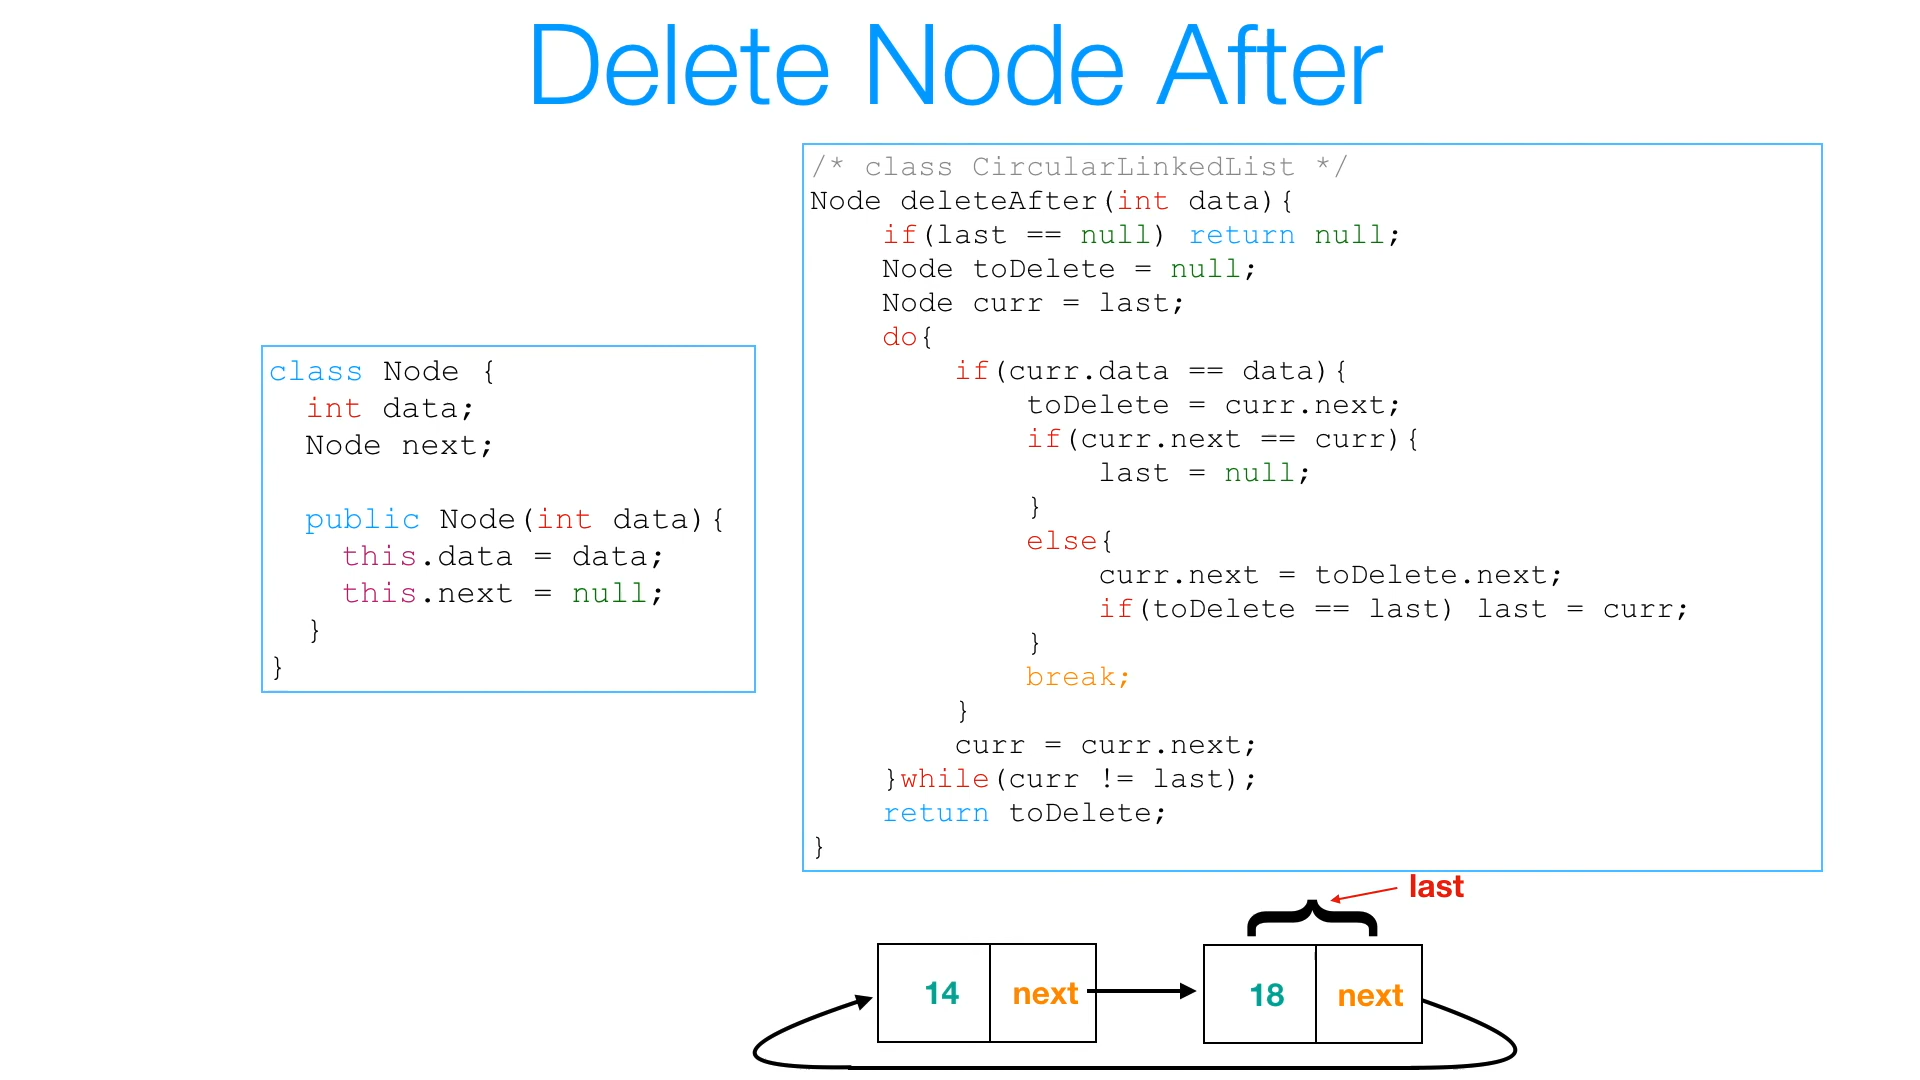 Delete Node After
/* class CircularLinkedList */
Node deleteAfter(int data){
if(last == null) return null;
Node toDelete = null;
Node curr = last;
do{
if(curr.data == data){
toDelete = curr.next;
if(curr.next == curr){
last = null;
}
else{
curr.next = toDelete.next;
if(toDelete == last) last = curr;
}
break;
}
curr = curr.next;
}while(curr != last);
return toDelete;
}
class Node {
int data;
Node next;
public Node(int data){
this.data = data;
this.next = null;
}
}
last
14 next 18 next